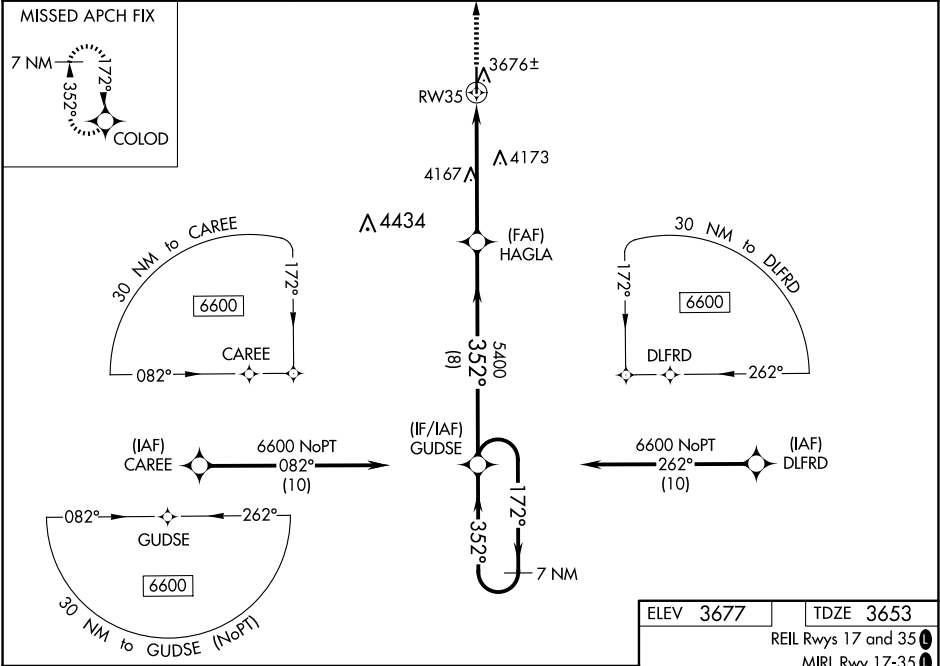 MISSED APCH FIX
7 NM
172°
352°
COLOD
3676±
RW35
4173
4167
4434
(FAF)
HAGLA
30 NM to CAREE
172°
6600
CAREE
082°
30 NM to DLFRD
172°
6600
DLFRD
262°
5400
352°
(8)
(IF/IAF)
GUDSE
(IAF)
CAREE
6600 NoPT
082°
(10)
6600 NoPT
262°
(10)
(IAF)
DLFRD
172°
352°
7 NM
082°
262°
GUDSE
6600
30 NM to GUDSE (NoPT)
ELEV 3677
TDZE 3653
REIL Rwys 17 and 35 L
MIRL Rwy 17-35 L